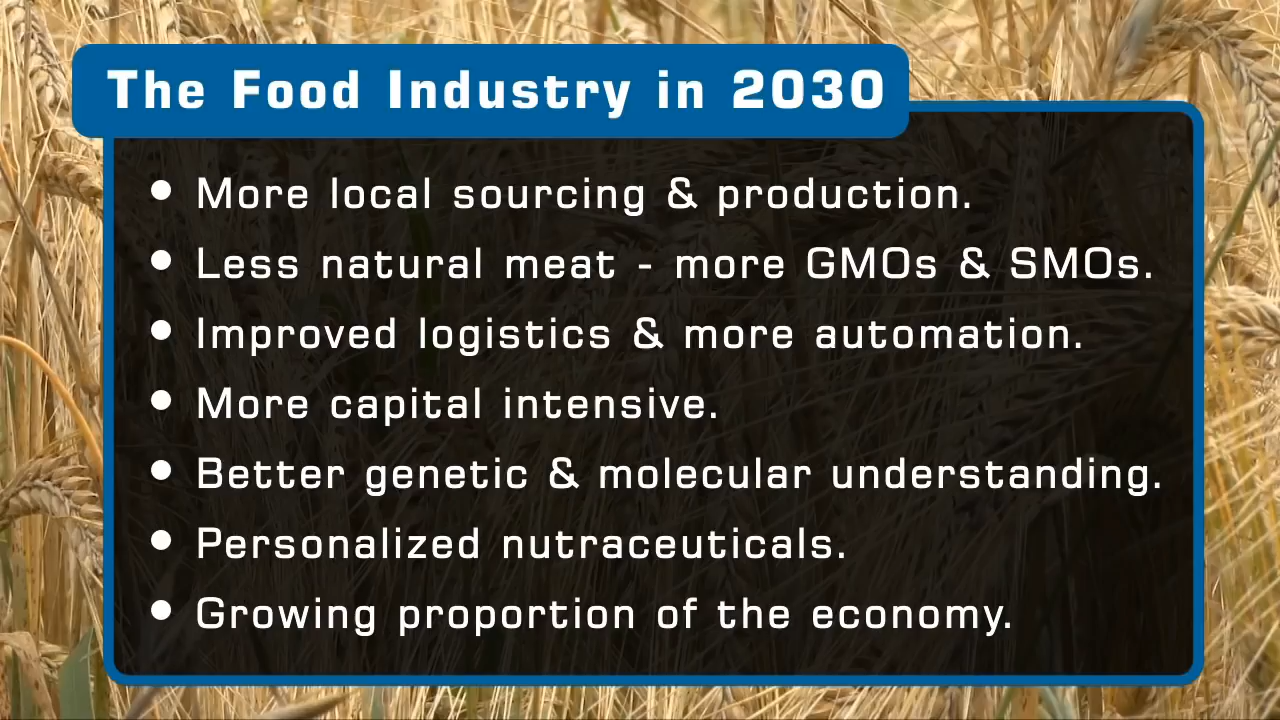 The Food Industry in 2030
• More local sourcing & production.
• Less natural meat - more GMOs & SMOs.
• Improved logistics & more automation.
• More capital intensive.
• Better genetic & molecular understanding.
• Personalized nutraceuticals.
• Growing proportion of the economy.